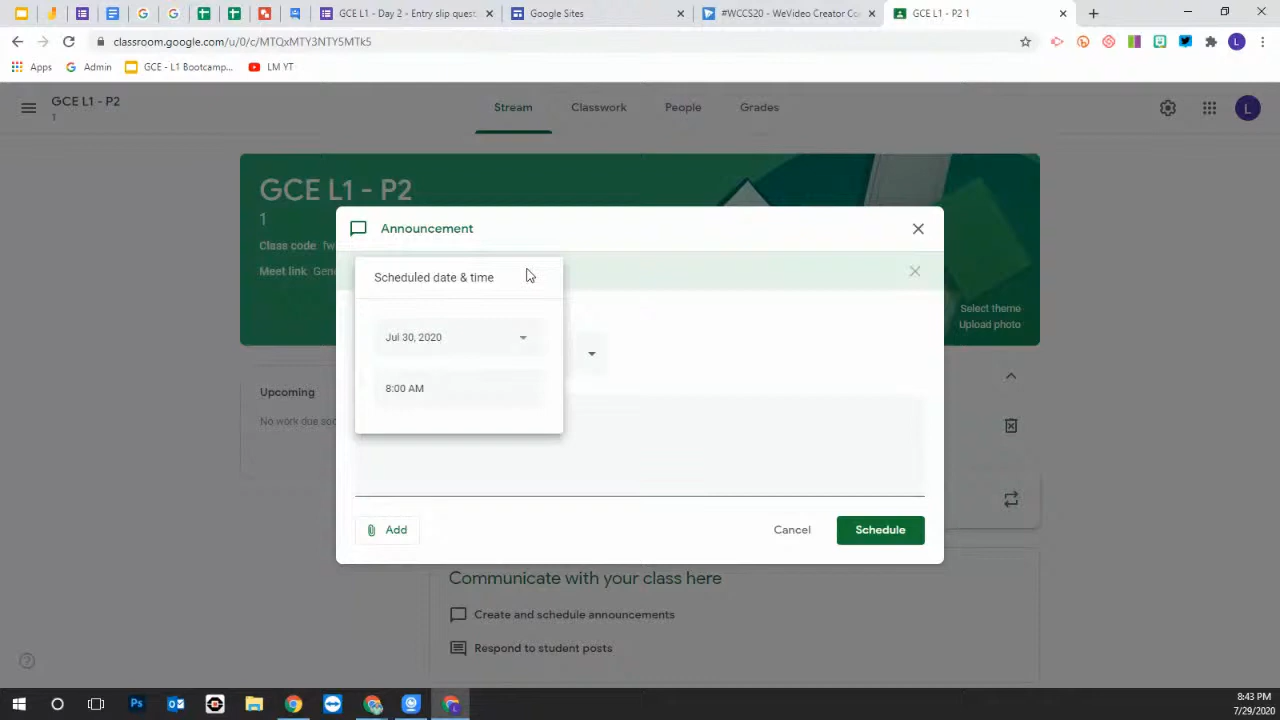 GCE L1 - Day 2 - Entry slip quest
Google Sites
#WCCS20 - WeVideo Creator Co
GCE L1 - P2 1
classroom.google.com/u/0/c/MTQxMTY3NTY5MTk5
Apps
Admin
GCE - L1 Bootcamp...
LM YT
GCE L1 - P2
1
Stream
Classwork
People
Grades
L
GCE L1 - P2
1
Class code fw
Meet link: Gen
Select theme
Upload photo
Announcement
Scheduled date & time
Jul 30, 2020
8:00 AM
Upcoming
No work due soo
Add
Cancel
Schedule
Communicate with your class here
Create and schedule announcements
Respond to student posts
8:43 PM
7/29/2020